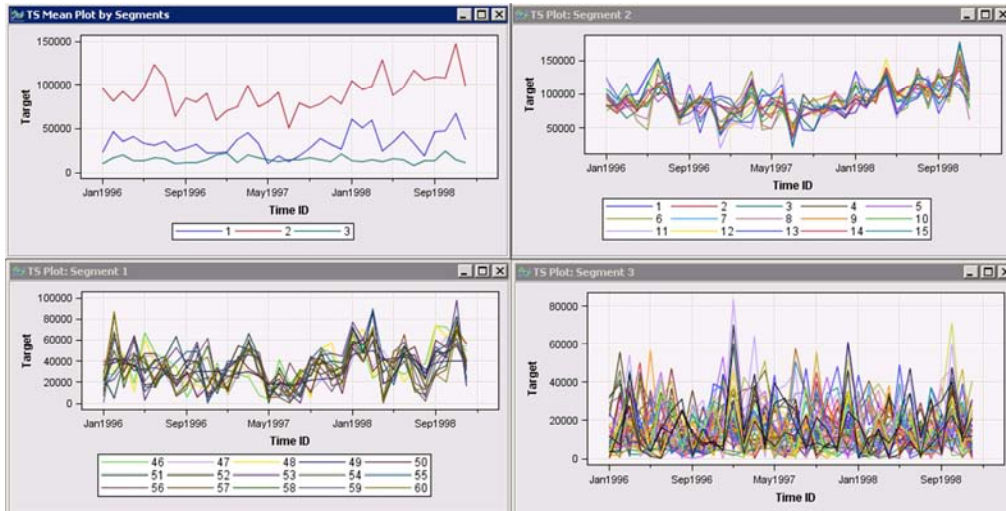 TS Mean Plot by Segments
150000
100000
50000
0
Target
Jan1996 Sep1996 May1997 Jan1998 Sep1998
Time ID
1 2 3
TS Plot: Segment 2
150000
100000
50000
Target
Jan1996 Sep1996 May1997 Jan1998 Sep1998
Time ID
1 2 3 4 5
6 7 8 9 10
11 12 13 14 15
TS Plot: Segment 1
100000
80000
60000
40000
20000
0
Target
Jan1996 Sep1996 May1997 Jan1998 Sep1998
Time ID
46 47 48 49 50
51 52 53 54 55
56 57 58 59 60
TS Plot: Segment 3
80000
60000
40000
20000
0
Target
Jan1996 Sep1996 May1997 Jan1998 Sep1998
Time ID